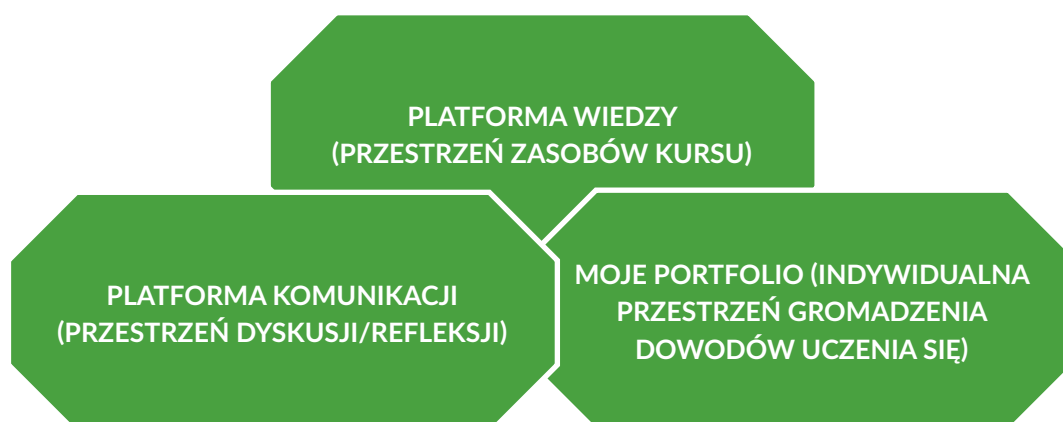 PLATFORMA WIEDZY
(PRZESTRZEŃ ZASOBÓW KURSU)
PLATFORMA KOMUNIKACJI
(PRZESTRZEŃ DYSKUSJI/REFLEKSJI)
MOJE PORTFOLIO (INDYWIDUALNA
PRZESTRZEŃ GROMADZENIA
DOWODÓW UCZENIA SIĘ)